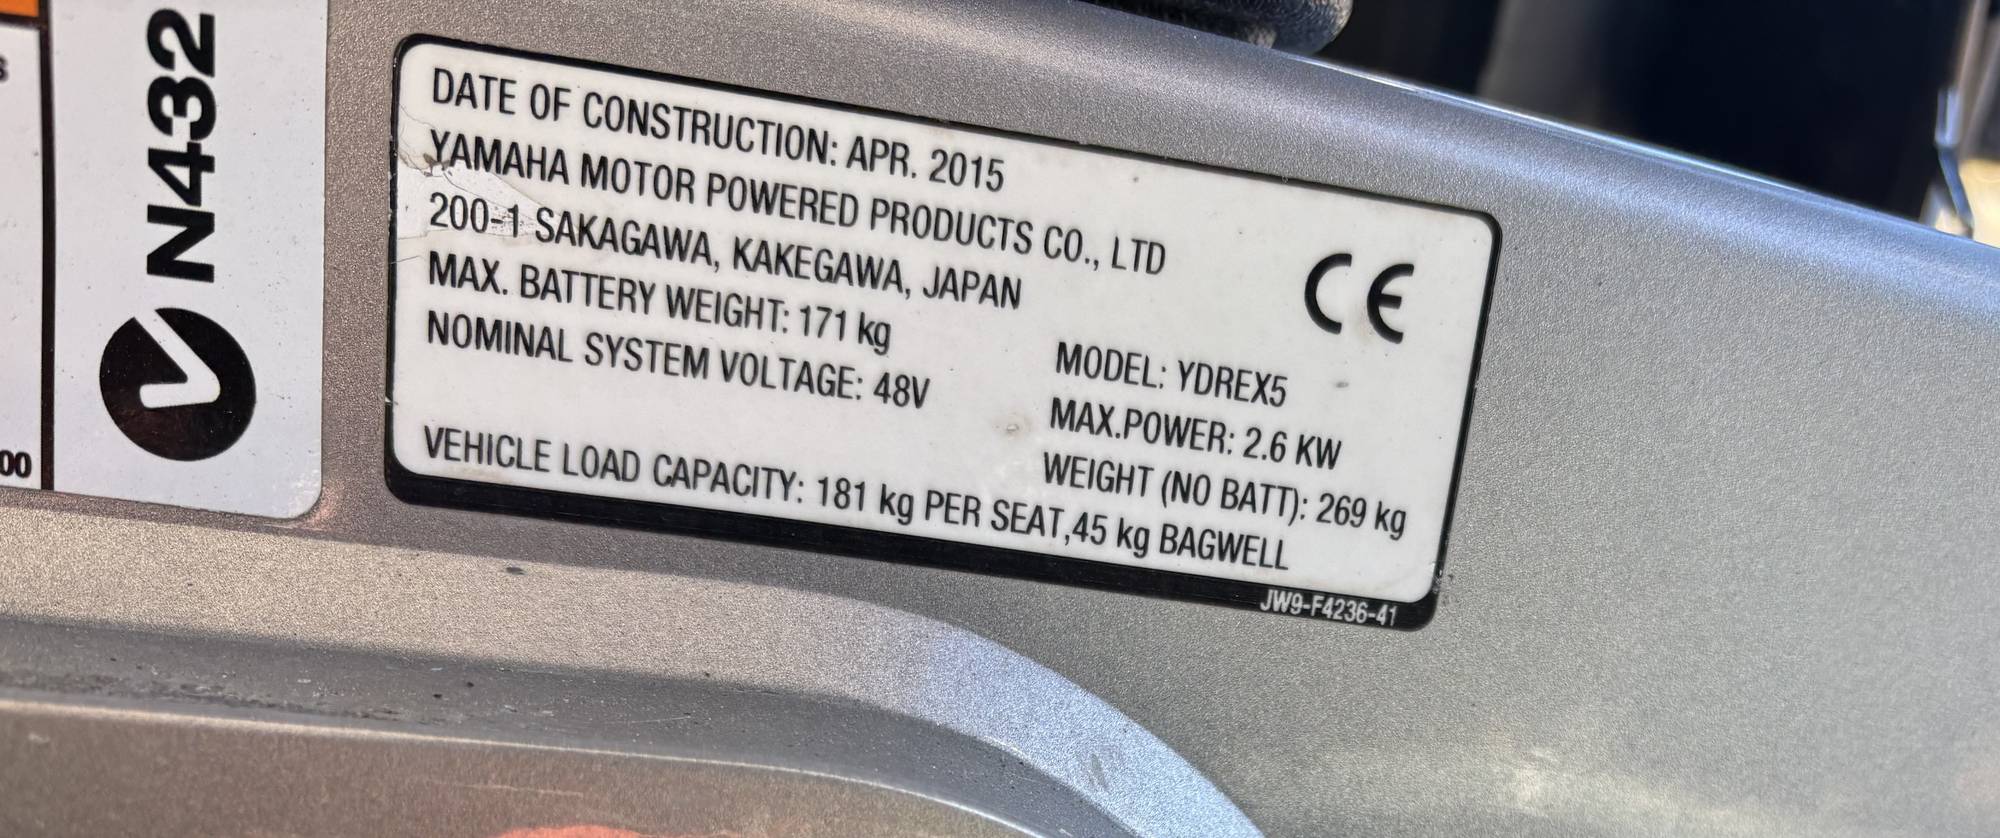 N432
S
00
DATE OF CONSTRUCTION: APR. 2015
YAMAHA MOTOR POWERED PRODUCTS CO., LTD
200-1 SAKAGAWA, KAKEGAWA, JAPAN
MAX. BATTERY WEIGHT: 171 kg
NOMINAL SYSTEM VOLTAGE: 48V
CE
MODEL: YDREX5
MAX.POWER: 2.6 KW
WEIGHT (NO BATT): 269 kg
VEHICLE LOAD CAPACITY: 181 kg PER SEAT,45 kg BAGWELL
JW9-F4236-41